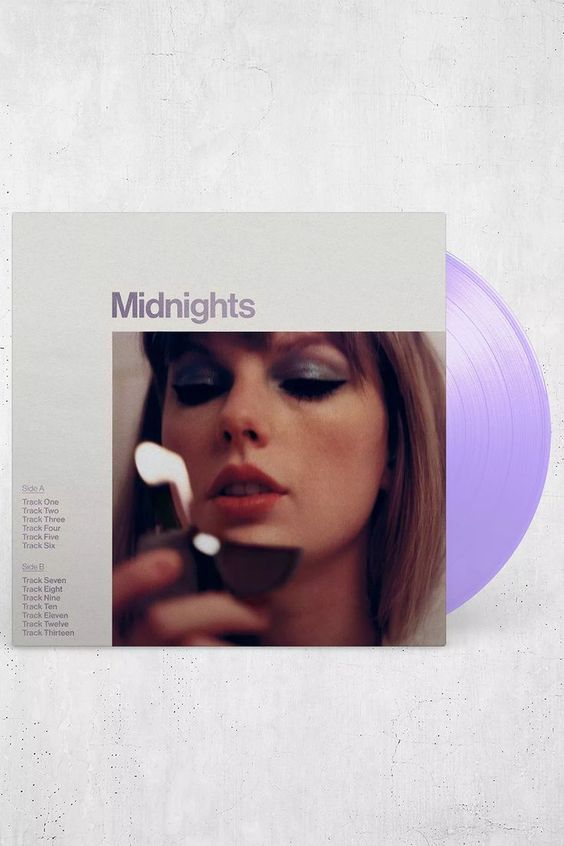 Midnights
Side A
Track One
Track Two
Track Three
Track Four
Track Five
Track Six
Side B
Track Seven
Track Eight
Track Nine
Track Ten
Track Eleven
Track Twelve
Track Thirteen